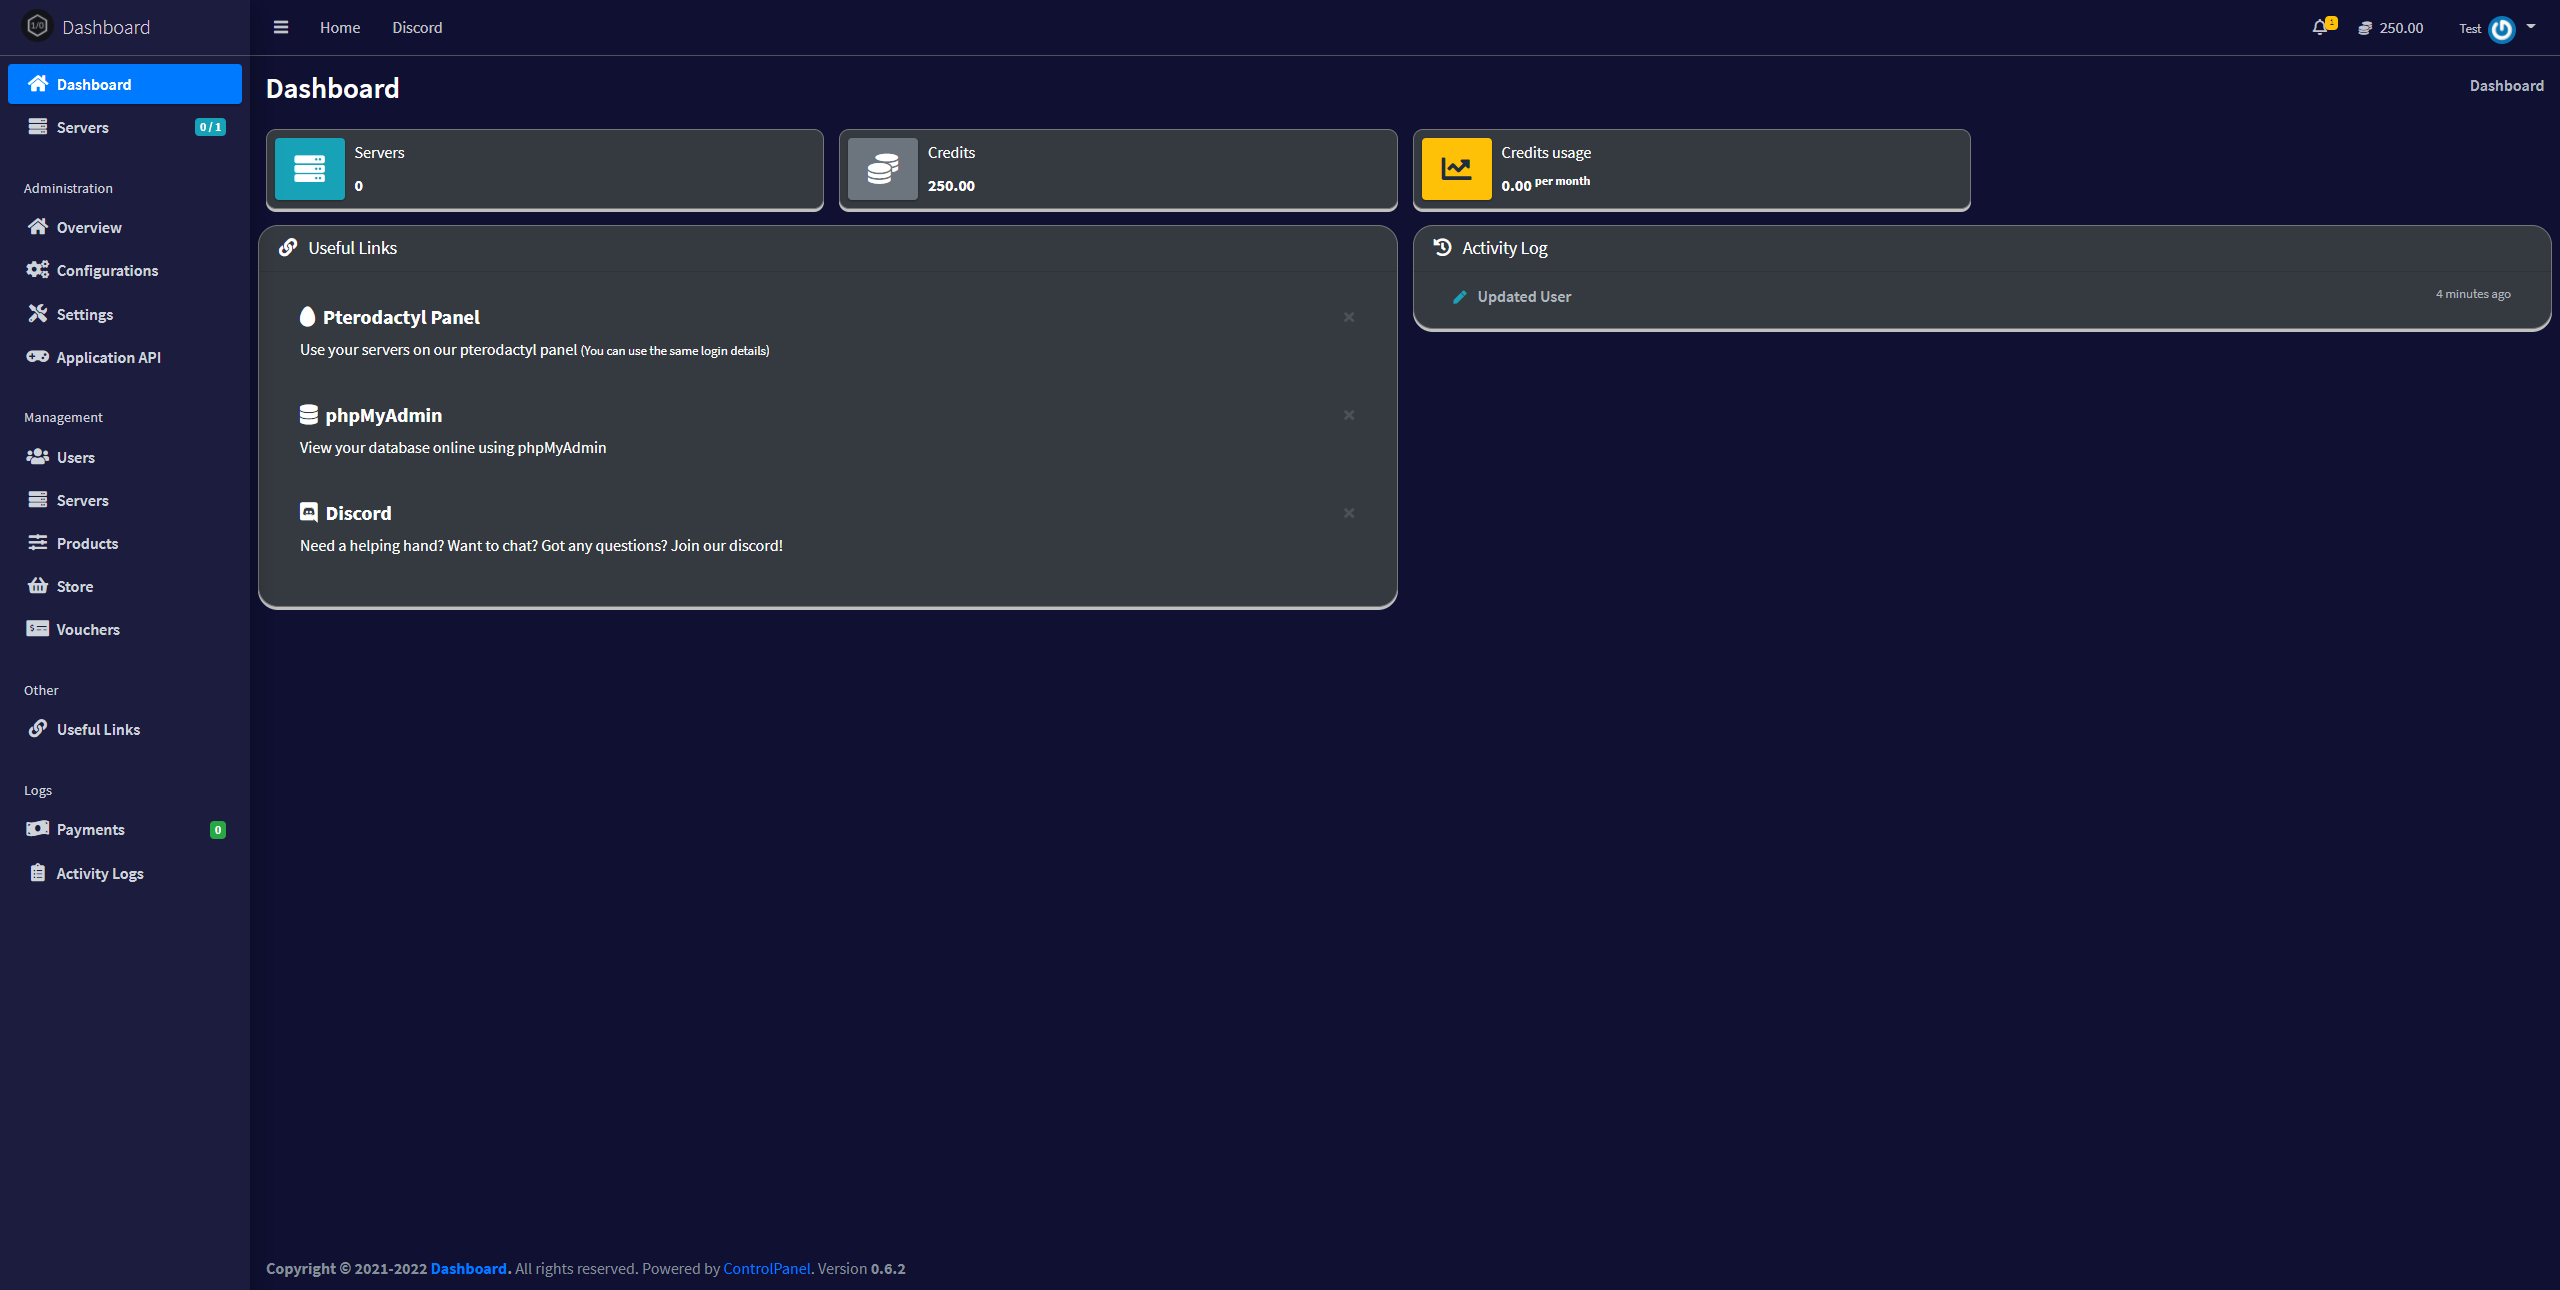 1/0 Dashboard
Home Discord 1 250.00 Test
Dashboard
Servers 0 / 1
Administration
Overview
Configurations
Settings
Application API
Management
Users
Servers
Products
Store
Vouchers
Other
Useful Links
Logs
Payments 0
Activity Logs
Dashboard Dashboard
Servers
0
Credits
250.00
Credits usage
0.00 per month
Useful Links
Pterodactyl Panel
Use your servers on our pterodactyl panel (You can use the same login details)
phpMyAdmin
View your database online using phpMyAdmin
Discord
Need a helping hand? Want to chat? Got any questions? Join our discord!
Activity Log
Updated User 4 minutes ago
Copyright © 2021-2022 Dashboard. All rights reserved. Powered by ControlPanel. Version 0.6.2